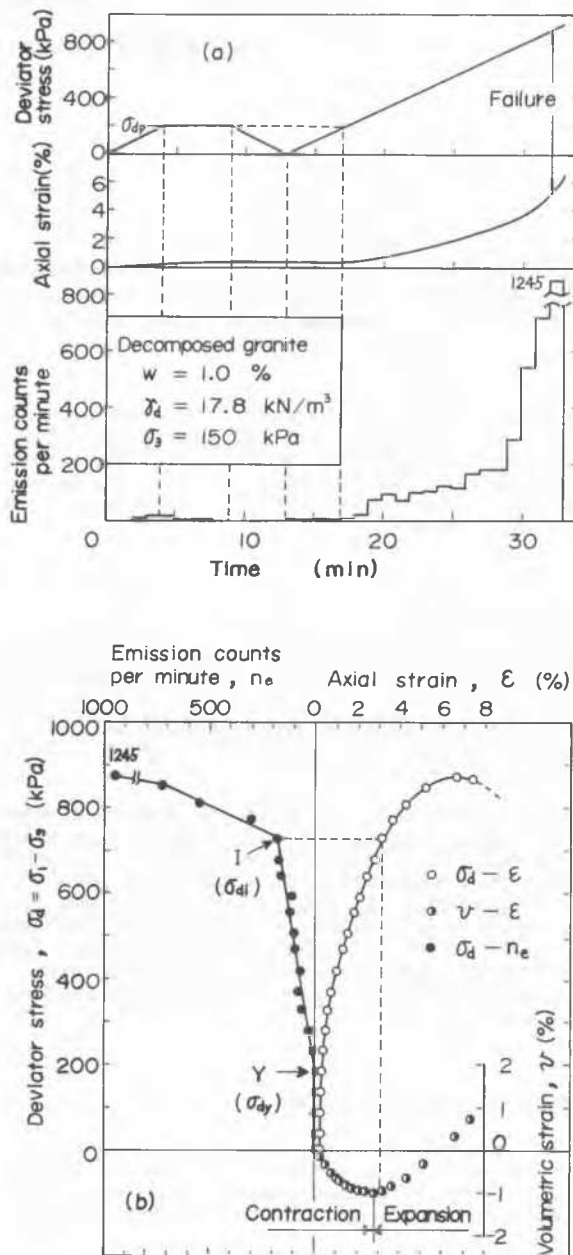 (a)
Deviator
stress (kPa)
800
400
0
σdp
Failure
Axial strain(%)
6
4
2
0
Emission counts
per minute
800
600
400
200
0
1245
Decomposed granite
w = 1.0 %
γd = 17.8 kN/m³
σ3 = 150 kPa
0 10 20 30
Time (min)
Emission counts
per minute , ne
Axial strain , ε (%)
1000 500 0 2 4 6 8
Deviator stress , σd = σ1 - σ3 (kPa)
1000
800
600
400
200
0
1245
I
(σdi)
σd - ε
v - ε
σd - ne
Y
(σdy)
Volumetric strain, v (%)
2
1
0
-1
-2
(b)
Contraction
Expansion